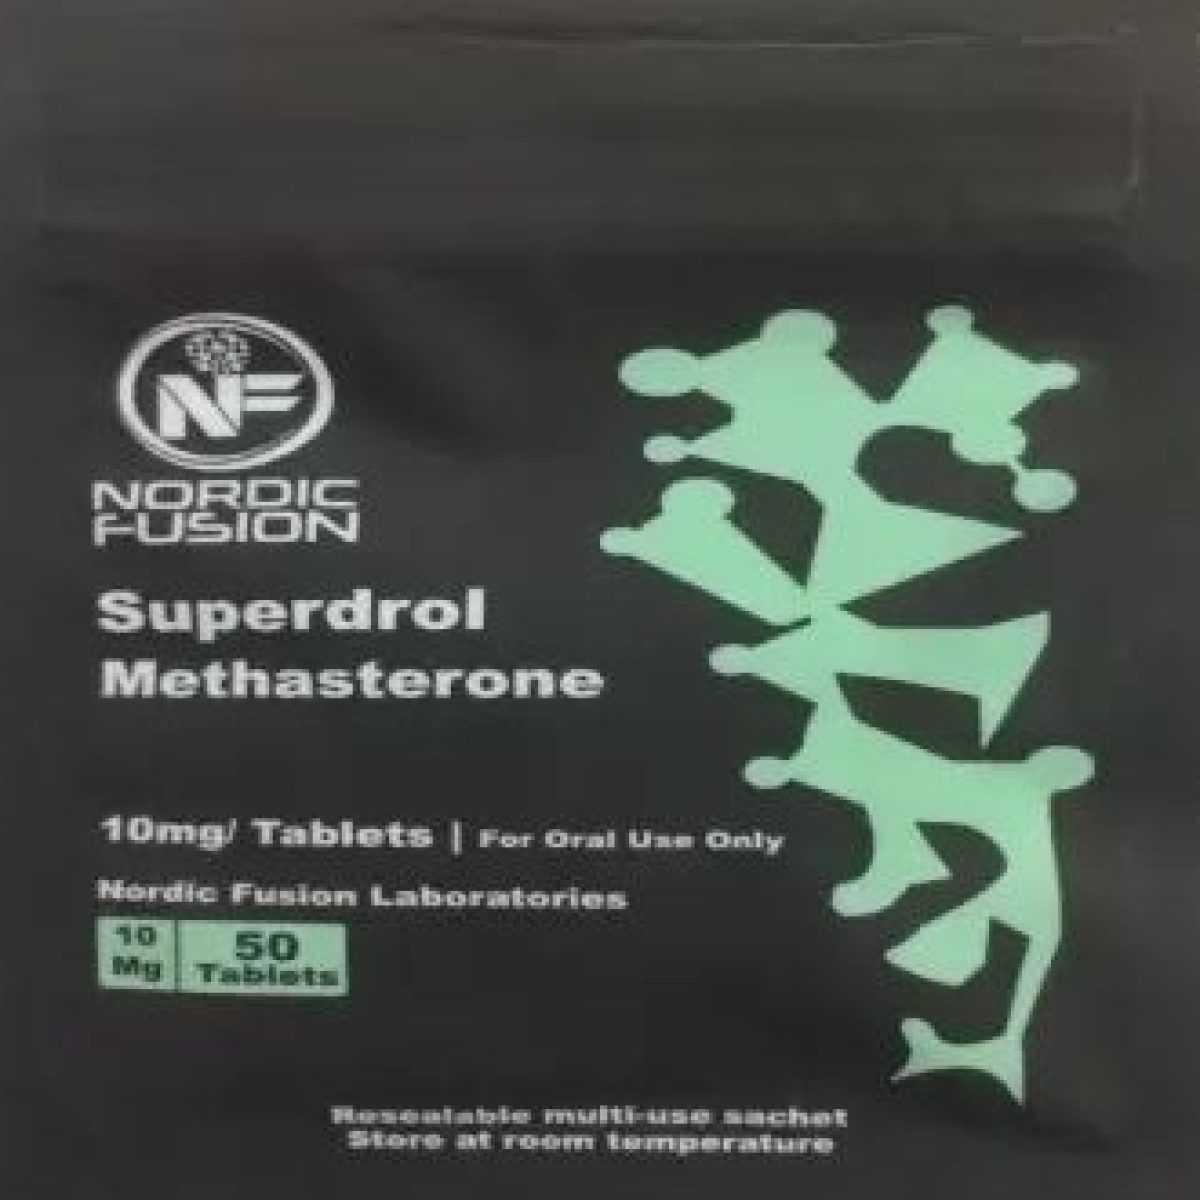 NF
NORDIC
FUSION
Superdrol
Methasterone
10mg/ Tablets | For Oral Use Only
Nordic Fusion Laboratories
10
Mg
50
Tablets
Resealable multi-use sachet
Store at room temperature